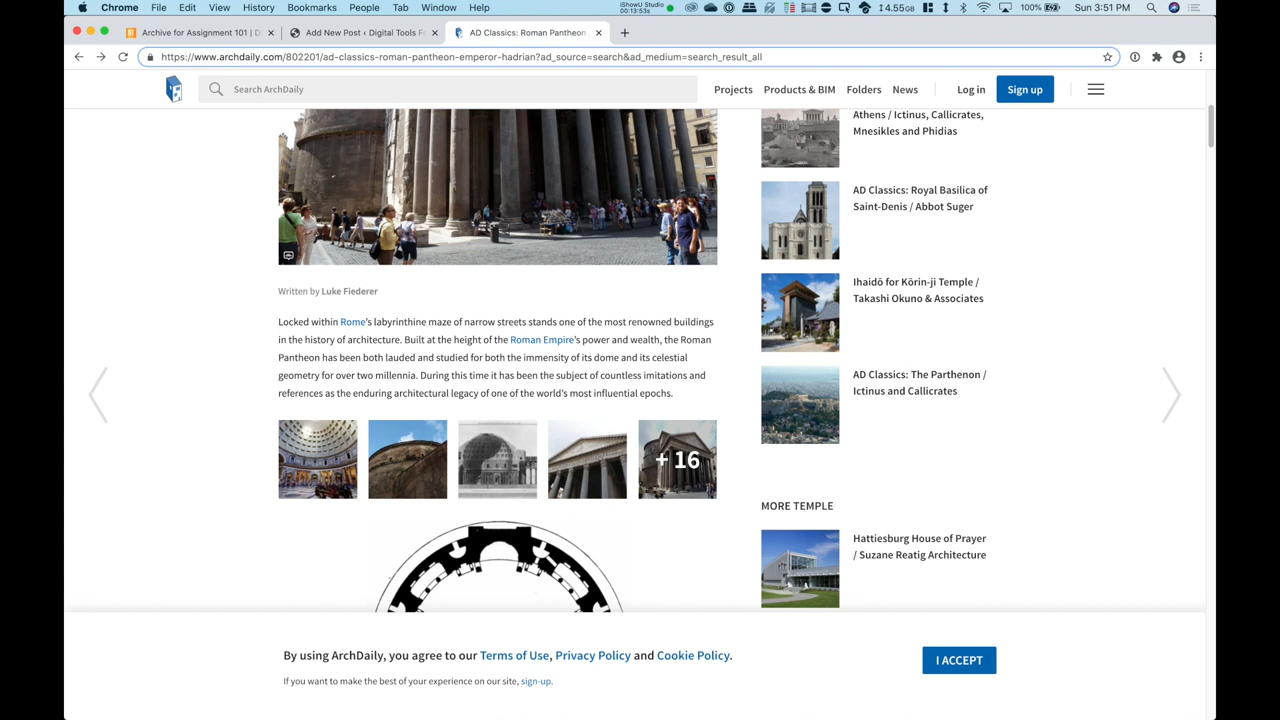 Chrome File Edit View History Bookmarks People Tab Window Help
iShowU Studio
00:13:53s
4.55GB 100% Sun 3:51 PM
Archive for Assignment 101 | D
Add New Post ‹ Digital Tools F
AD Classics: Roman Pantheon
https://www.archdaily.com/802201/ad-classics-roman-pantheon-emperor-hadrian?ad_source=search&ad_medium=search_result_all
Search ArchDaily
Projects Products & BIM Folders News Log in Sign up
Athens / Ictinus, Callicrates,
Mnesikles and Phidias
AD Classics: Royal Basilica of
Saint-Denis / Abbot Suger
Ihaidō for Kōrin-ji Temple /
Takashi Okuno & Associates
AD Classics: The Parthenon /
Ictinus and Callicrates
Written by Luke Fiederer
Locked within Rome's labyrinthine maze of narrow streets stands one of the most renowned buildings
in the history of architecture. Built at the height of the Roman Empire's power and wealth, the Roman
Pantheon has been both lauded and studied for both the immensity of its dome and its celestial
geometry for over two millennia. During this time it has been the subject of countless imitations and
references as the enduring architectural legacy of one of the world's most influential epochs.
+ 16
MORE TEMPLE
Hattiesburg House of Prayer
/ Suzane Reatig Architecture
By using ArchDaily, you agree to our Terms of Use, Privacy Policy and Cookie Policy.
If you want to make the best of your experience on our site, sign-up.
I ACCEPT